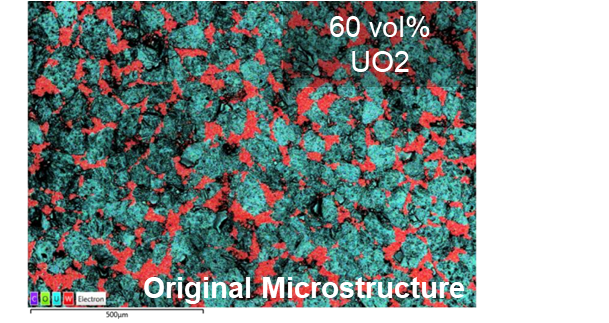 60 vol%
UO2
Original Microstructure
C O U W Electron
500μm